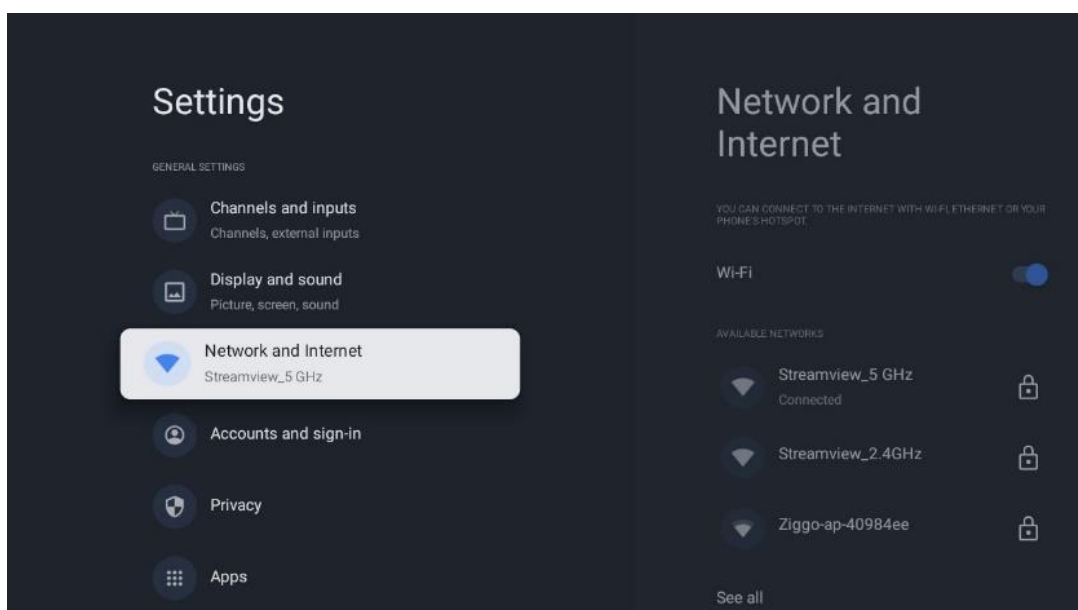 Settings
GENERAL SETTINGS
Channels and inputs
Channels, external inputs
Display and sound
Picture, screen, sound
Network and Internet
Streamview_5 GHz
Accounts and sign-in
Privacy
Apps
Network and
Internet
YOU CAN CONNECT TO THE INTERNET WITH WI-FI, ETHERNET OR YOUR
PHONE'S HOTSPOT.
Wi-Fi
AVAILABLE NETWORKS
Streamview_5 GHz
Connected
Streamview_2.4GHz
Ziggo-ap-40984ee
See all